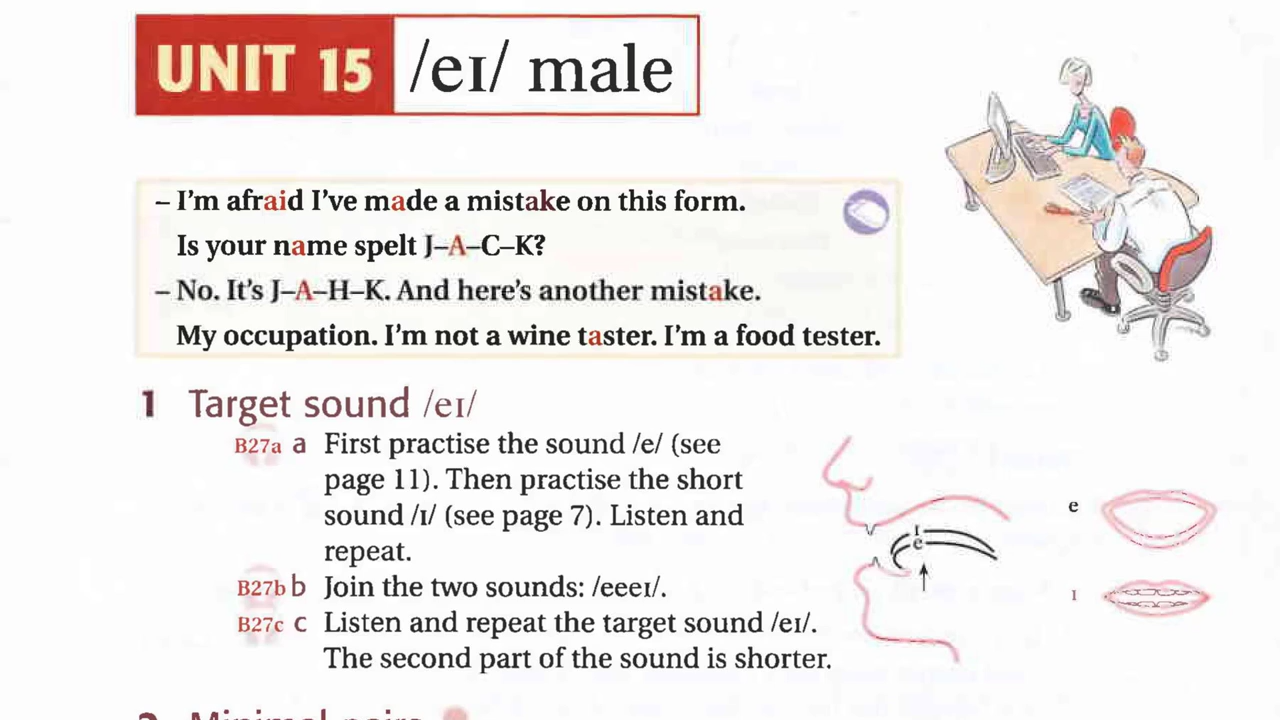 UNIT 15 /eɪ/ male
– I'm afraid I've made a mistake on this form.
Is your name spelt J–A–C–K?
– No. It's J–A–H–K. And here's another mistake.
My occupation. I'm not a wine taster. I'm a food tester.
1 Target sound /eɪ/
B27a a First practise the sound /e/ (see
page 11). Then practise the short
sound /ɪ/ (see page 7). Listen and
repeat.
B27b b Join the two sounds: /eeeɪ/.
B27c c Listen and repeat the target sound /eɪ/.
The second part of the sound is shorter.
ɪ
e
e
ɪ
2 Minimal pairs